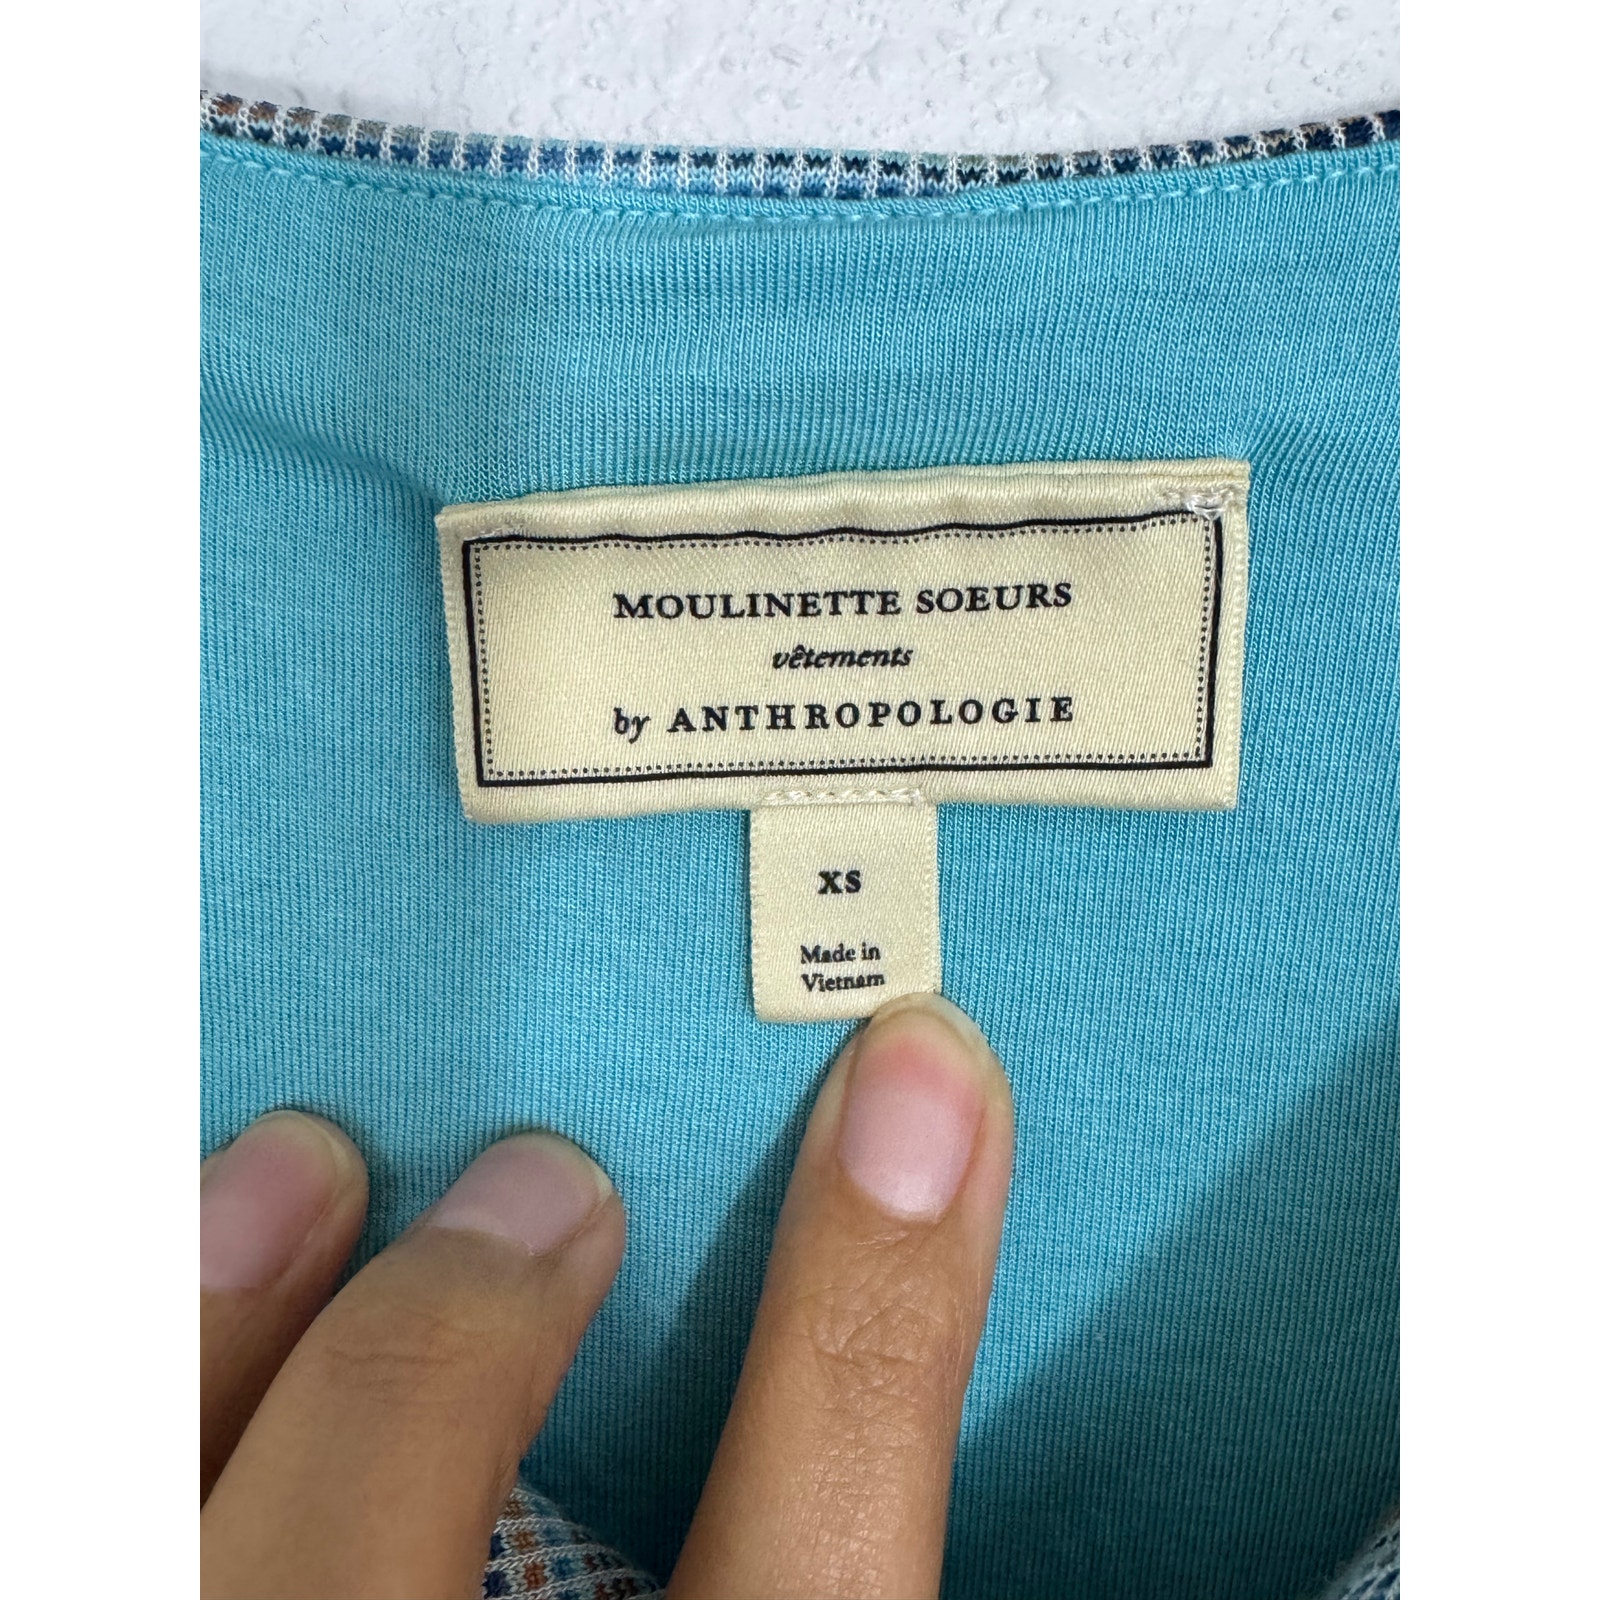 MOULINETTE SOEURS
vêtements
by ANTHROPOLOGIE
XS
Made in
Vietnam